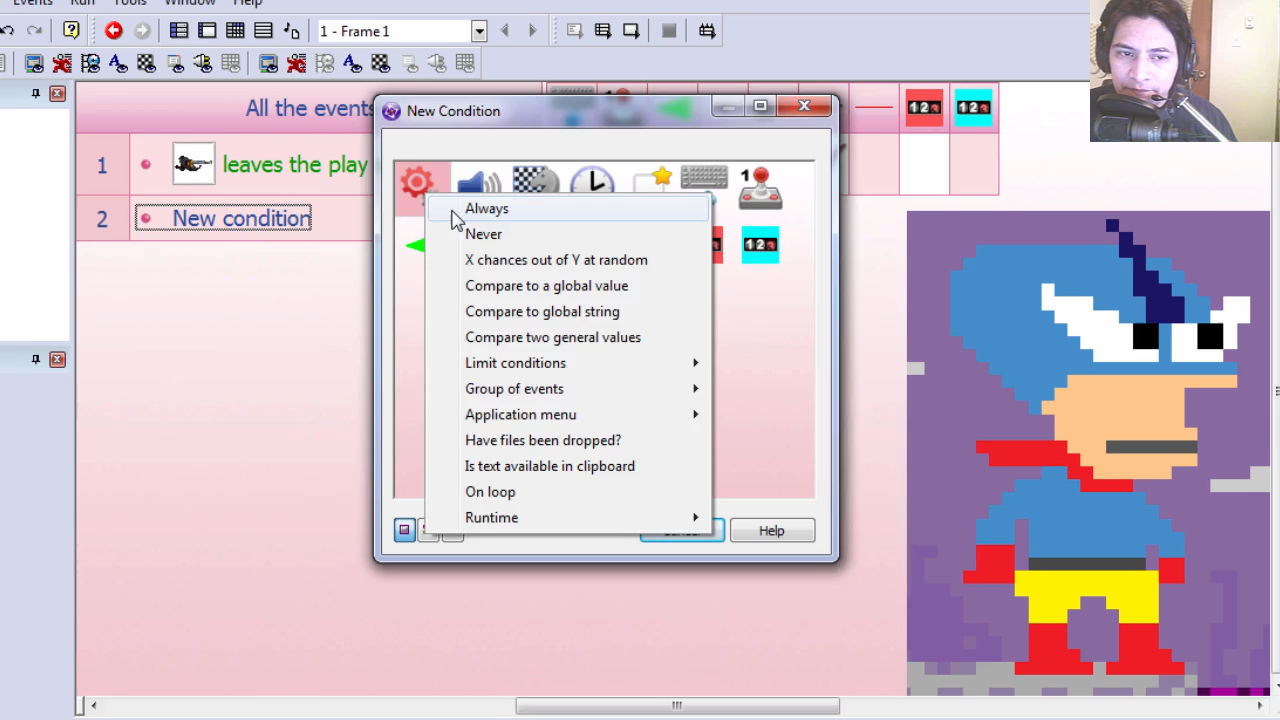 Events Run Tools Window Help
1 - Frame 1
All the events
New Condition
1 leaves the play
2 New condition
1
Always
Never
X chances out of Y at random
Compare to a global value
Compare to global string
Compare two general values
Limit conditions
Group of events
Application menu
Have files been dropped?
Is text available in clipboard
On loop
Runtime
Help